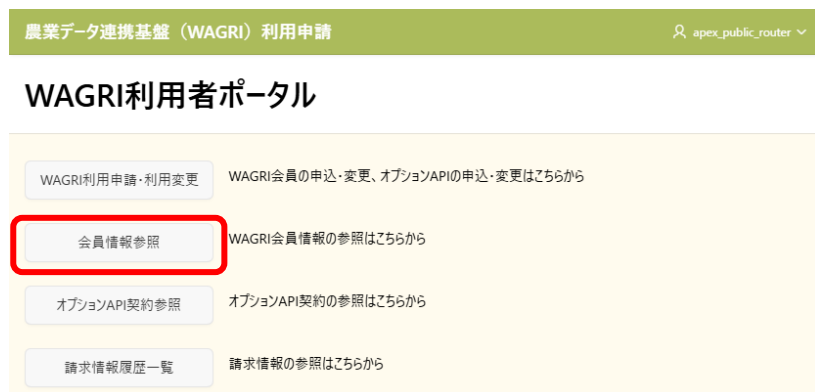 農業データ連携基盤（WAGRI）利用申請 apex_public_router
WAGRI利用者ポータル
WAGRI利用申請・利用変更 WAGRI会員の申込・変更、オプションAPIの申込・変更はこちらから
会員情報参照 WAGRI会員情報の参照はこちらから
オプションAPI契約参照 オプションAPI契約の参照はこちらから
請求情報履歴一覧 請求情報の参照はこちらから